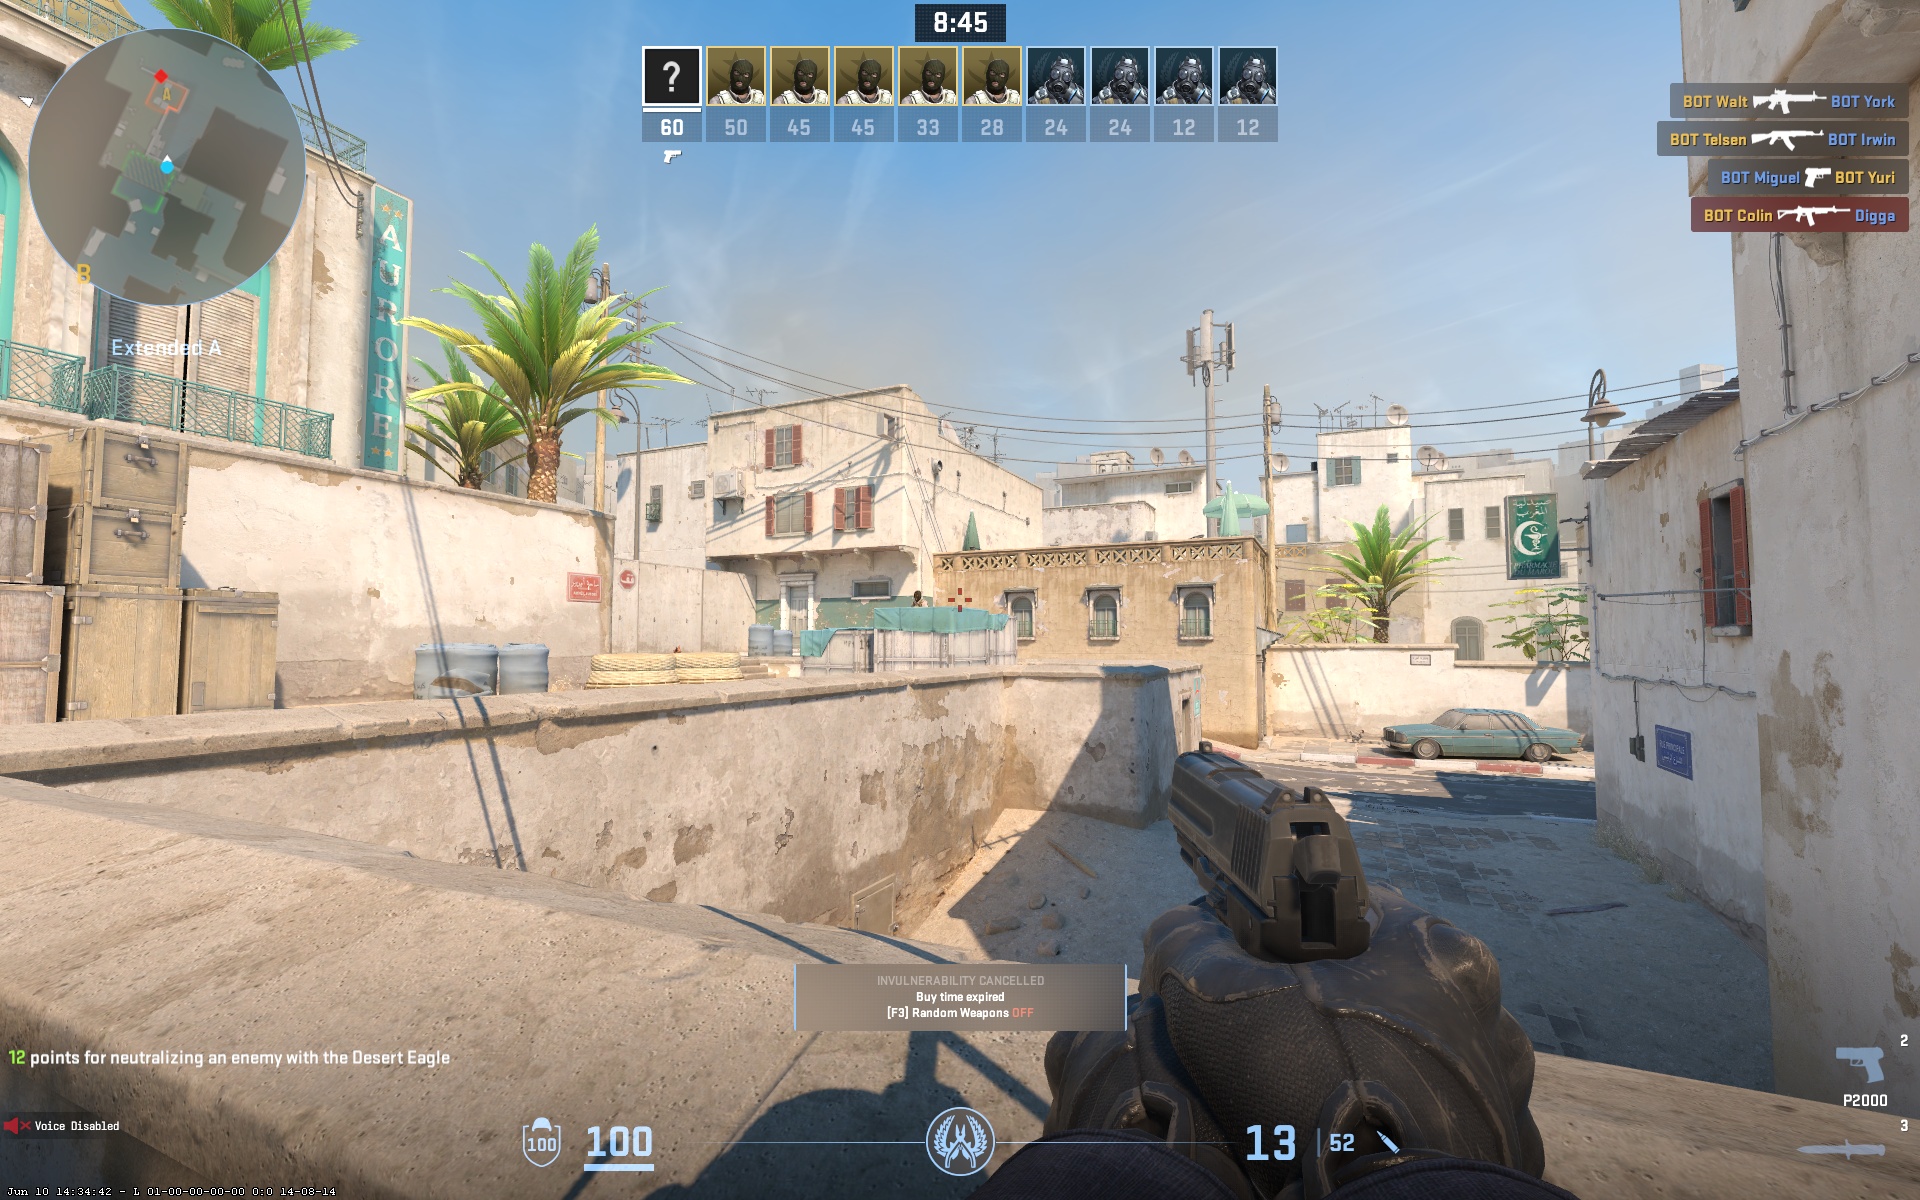 8:45
?
60 50 45 45 33 28 24 24 12 12
BOT Walt BOT York
BOT Telsen BOT Irwin
BOT Miguel BOT Yuri
BOT Colin Digga
A
B
Extended A
AURORE
INVULNERABILITY CANCELLED
Buy time expired
[F3] Random Weapons OFF
12 points for neutralizing an enemy with the Desert Eagle
Voice Disabled
100 100
13 52
2
P2000
3
Jun 10 14:34:42 - L 01-00-00-00-00 0:0 14-08-14